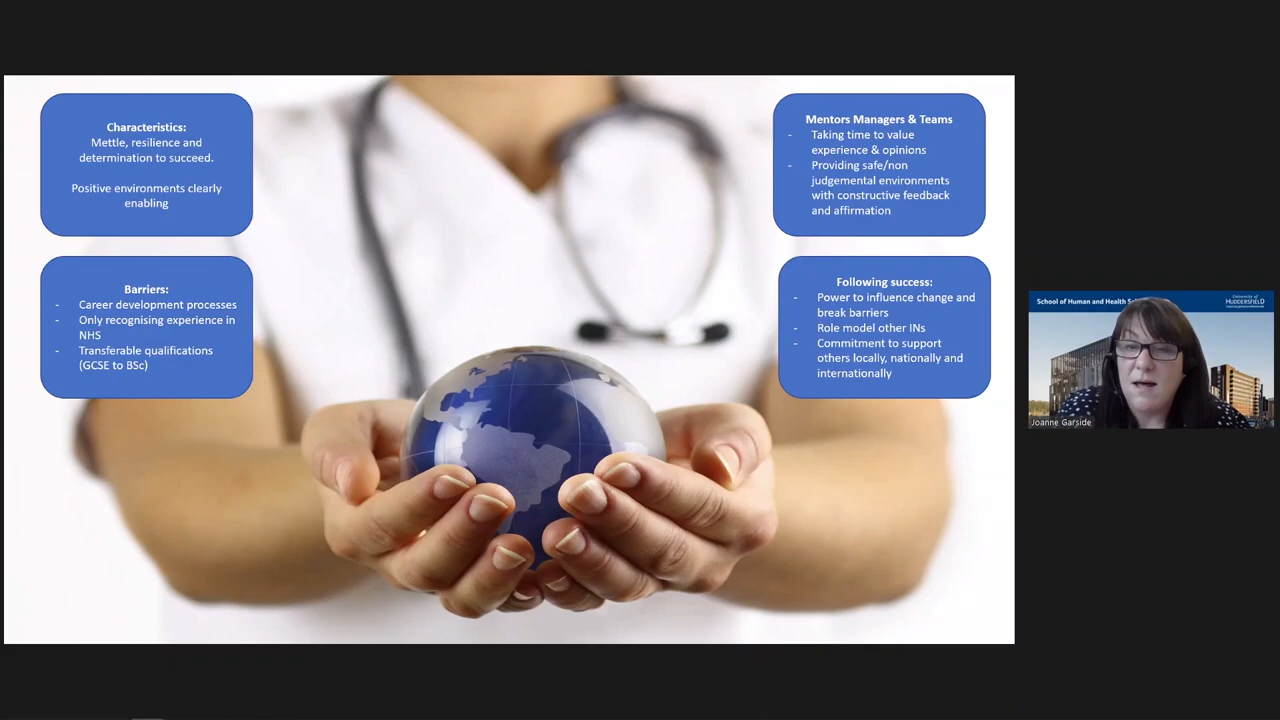 Characteristics:
Mettle, resilience and
determination to succeed.
Positive environments clearly
enabling
Barriers:
- Career development processes
- Only recognising experience in
NHS
- Transferable qualifications
(GCSE to BSc)
Mentors Managers & Teams
- Taking time to value
experience & opinions
- Providing safe/non
judgemental environments
with constructive feedback
and affirmation
Following success:
- Power to influence change and
break barriers
- Role model other INs
- Commitment to support
others locally, nationally and
internationally
School of Human and Health
University of
HUDDERSFIELD
Joanne Garside